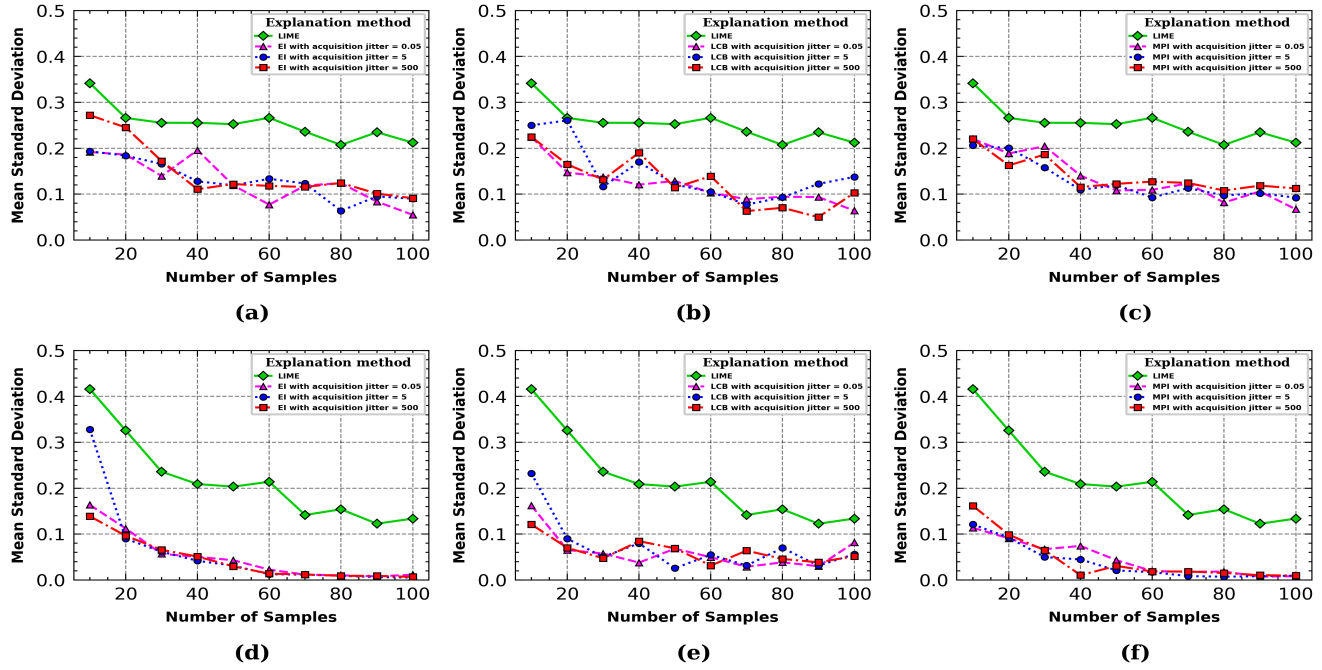 0.5
0.4
0.3
0.2
0.1
0.0
Mean Standard Deviation
Explanation method
LIME
EI with acquisition jitter = 0.05
EI with acquisition jitter = 5
EI with acquisition jitter = 500
20 40 60 80 100
Number of Samples
(a)
0.5
0.4
0.3
0.2
0.1
0.0
Mean Standard Deviation
Explanation method
LIME
LCB with acquisition jitter = 0.05
LCB with acquisition jitter = 5
LCB with acquisition jitter = 500
20 40 60 80 100
Number of Samples
(b)
0.5
0.4
0.3
0.2
0.1
0.0
Mean Standard Deviation
Explanation method
LIME
MPI with acquisition jitter = 0.05
MPI with acquisition jitter = 5
MPI with acquisition jitter = 500
20 40 60 80 100
Number of Samples
(c)
0.5
0.4
0.3
0.2
0.1
0.0
Mean Standard Deviation
Explanation method
LIME
EI with acquisition jitter = 0.05
EI with acquisition jitter = 5
EI with acquisition jitter = 500
20 40 60 80 100
Number of Samples
(d)
0.5
0.4
0.3
0.2
0.1
0.0
Mean Standard Deviation
Explanation method
LIME
LCB with acquisition jitter = 0.05
LCB with acquisition jitter = 5
LCB with acquisition jitter = 500
20 40 60 80 100
Number of Samples
(e)
0.5
0.4
0.3
0.2
0.1
0.0
Mean Standard Deviation
Explanation method
LIME
MPI with acquisition jitter = 0.05
MPI with acquisition jitter = 5
MPI with acquisition jitter = 500
20 40 60 80 100
Number of Samples
(f)